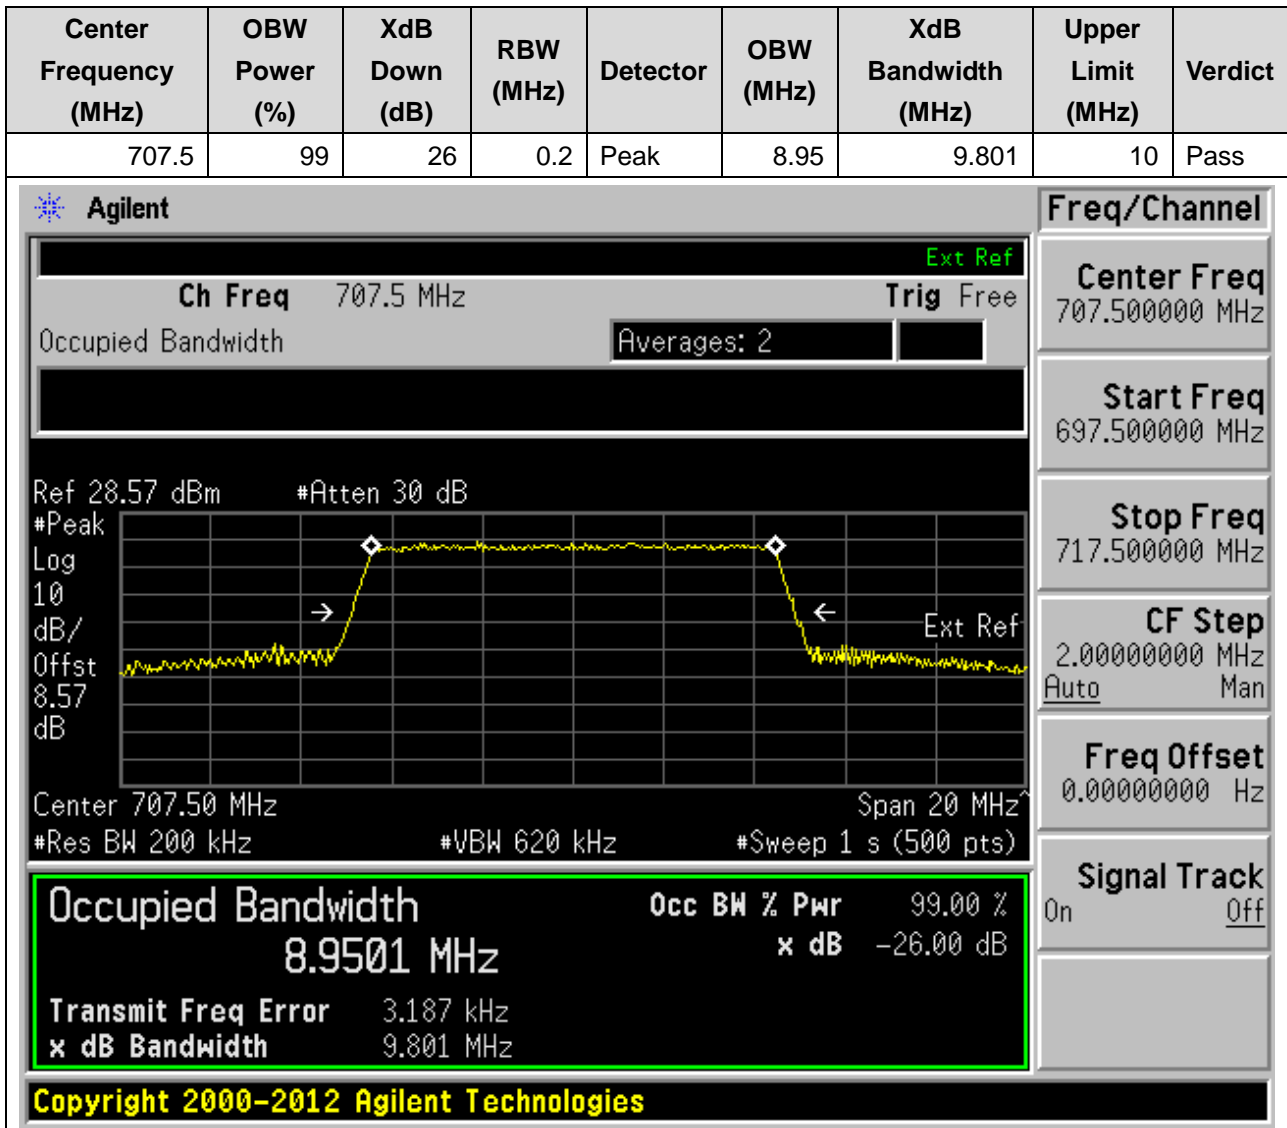 Center Frequency (MHz) OBW Power (%) XdB Down (dB) RBW (MHz) Detector OBW (MHz) XdB Bandwidth (MHz) Upper Limit (MHz) Verdict
707.5 99 26 0.2 Peak 8.95 9.801 10 Pass
Agilent
Freq/Channel
Ext Ref
Ch Freq 707.5 MHz Trig Free
Occupied Bandwidth Averages: 2
Center Freq
707.500000 MHz
Start Freq
697.500000 MHz
Stop Freq
717.500000 MHz
CF Step
2.00000000 MHz
Auto Man
Freq Offset
0.00000000 Hz
Signal Track
On Off
Ref 28.57 dBm #Atten 30 dB
#Peak
Log
10
dB/
Offst
8.57
dB
Ext Ref
Center 707.50 MHz Span 20 MHz^
#Res BW 200 kHz #VBW 620 kHz #Sweep 1 s (500 pts)
Occupied Bandwidth
8.9501 MHz
Occ BW % Pwr 99.00 %
x dB -26.00 dB
Transmit Freq Error 3.187 kHz
x dB Bandwidth 9.801 MHz
Copyright 2000-2012 Agilent Technologies